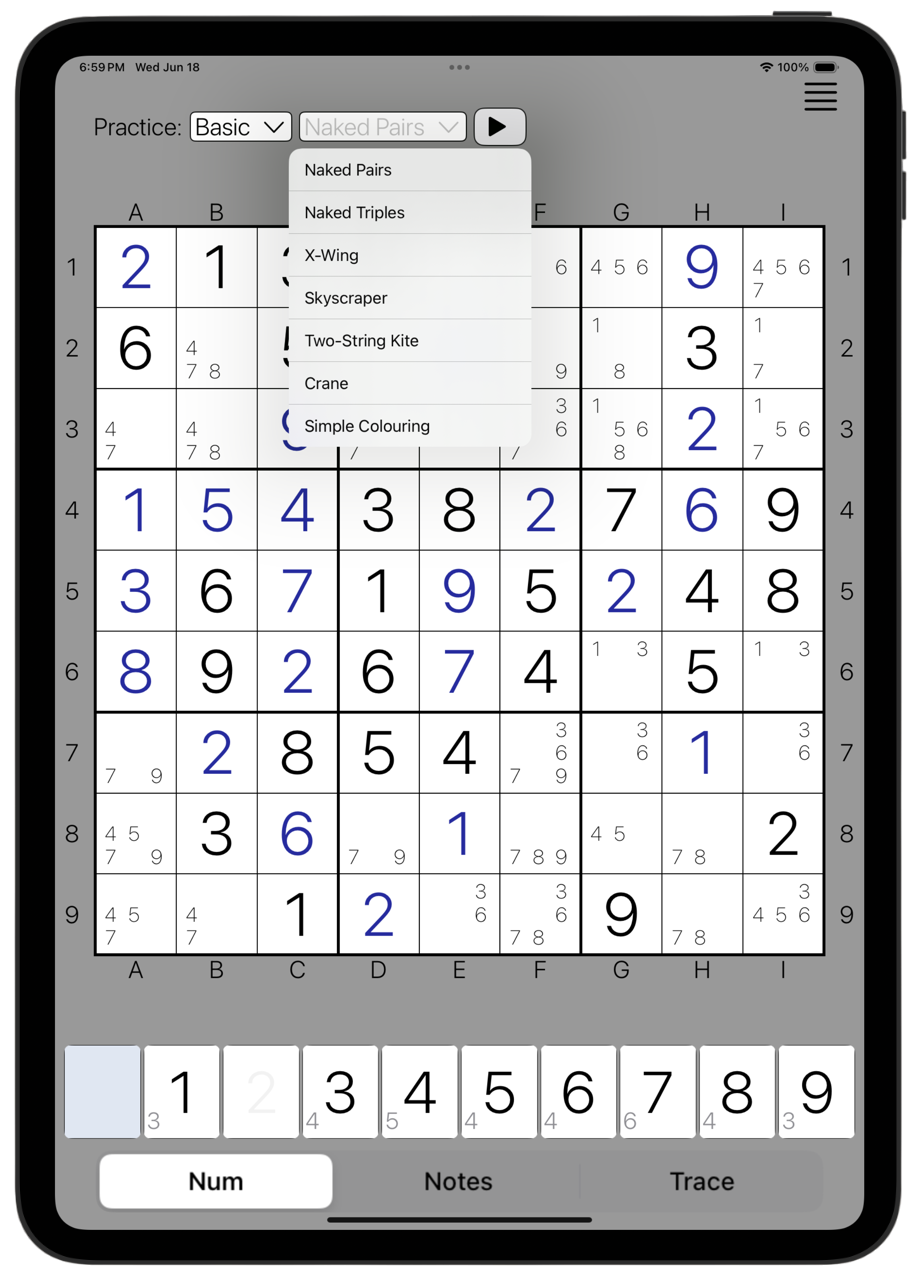 6:59 PM Wed Jun 18 100%
Practice: Basic Naked Pairs
Naked Pairs
Naked Triples
X-Wing
Skyscraper
Two-String Kite
Crane
Simple Colouring
A B F G H I
1 2 1 6 4 5 6 9 4 5 6 7 1
2 6 4 7 8 9 1 8 3 1 7 2
3 4 7 4 7 8 7 3 6 7 1 5 6 8 2 1 5 6 7 3
4 1 5 4 3 8 2 7 6 9 4
5 3 6 7 1 9 5 2 4 8 5
6 8 9 2 6 7 4 1 3 5 1 3 6
7 7 9 2 8 5 4 3 6 7 9 3 6 1 3 6 7
8 4 5 7 9 3 6 7 9 1 7 8 9 4 5 7 8 2 8
9 4 5 7 4 7 1 2 3 6 3 6 7 8 9 7 8 3 4 5 6 9
A B C D E F G H I
1 3 2 3 4 4 5 5 4 6 4 7 6 8 4 9 3
Num Notes Trace